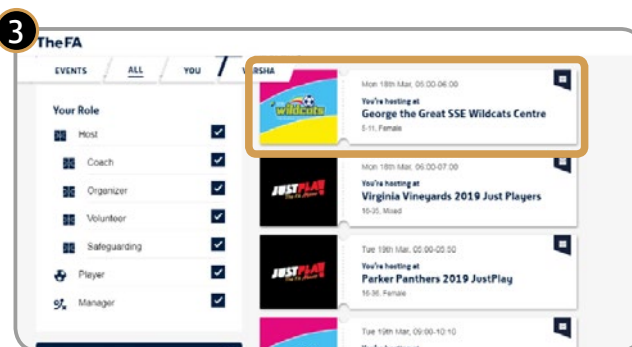 3
The FA
EVENTS ALL YOU VARSHA
Your Role
Host
Coach
Organizer
Volunteer
Safeguarding
Player
Manager
wildcats
Mon 18th Mar, 05:00-06:00
You're hosting at
George the Great SSE Wildcats Centre
5-11, Female
JUSTPLAY!
Mon 18th Mar, 06:00-07:00
You're hosting at
Virginia Vineyards 2019 Just Players
16-35, Mixed
JUSTPLAY!
Tue 19th Mar, 05:00-05:50
You're hosting at
Parker Panthers 2019 JustPlay
16-36, Female
Tue 19th Mar, 09:00-10:10